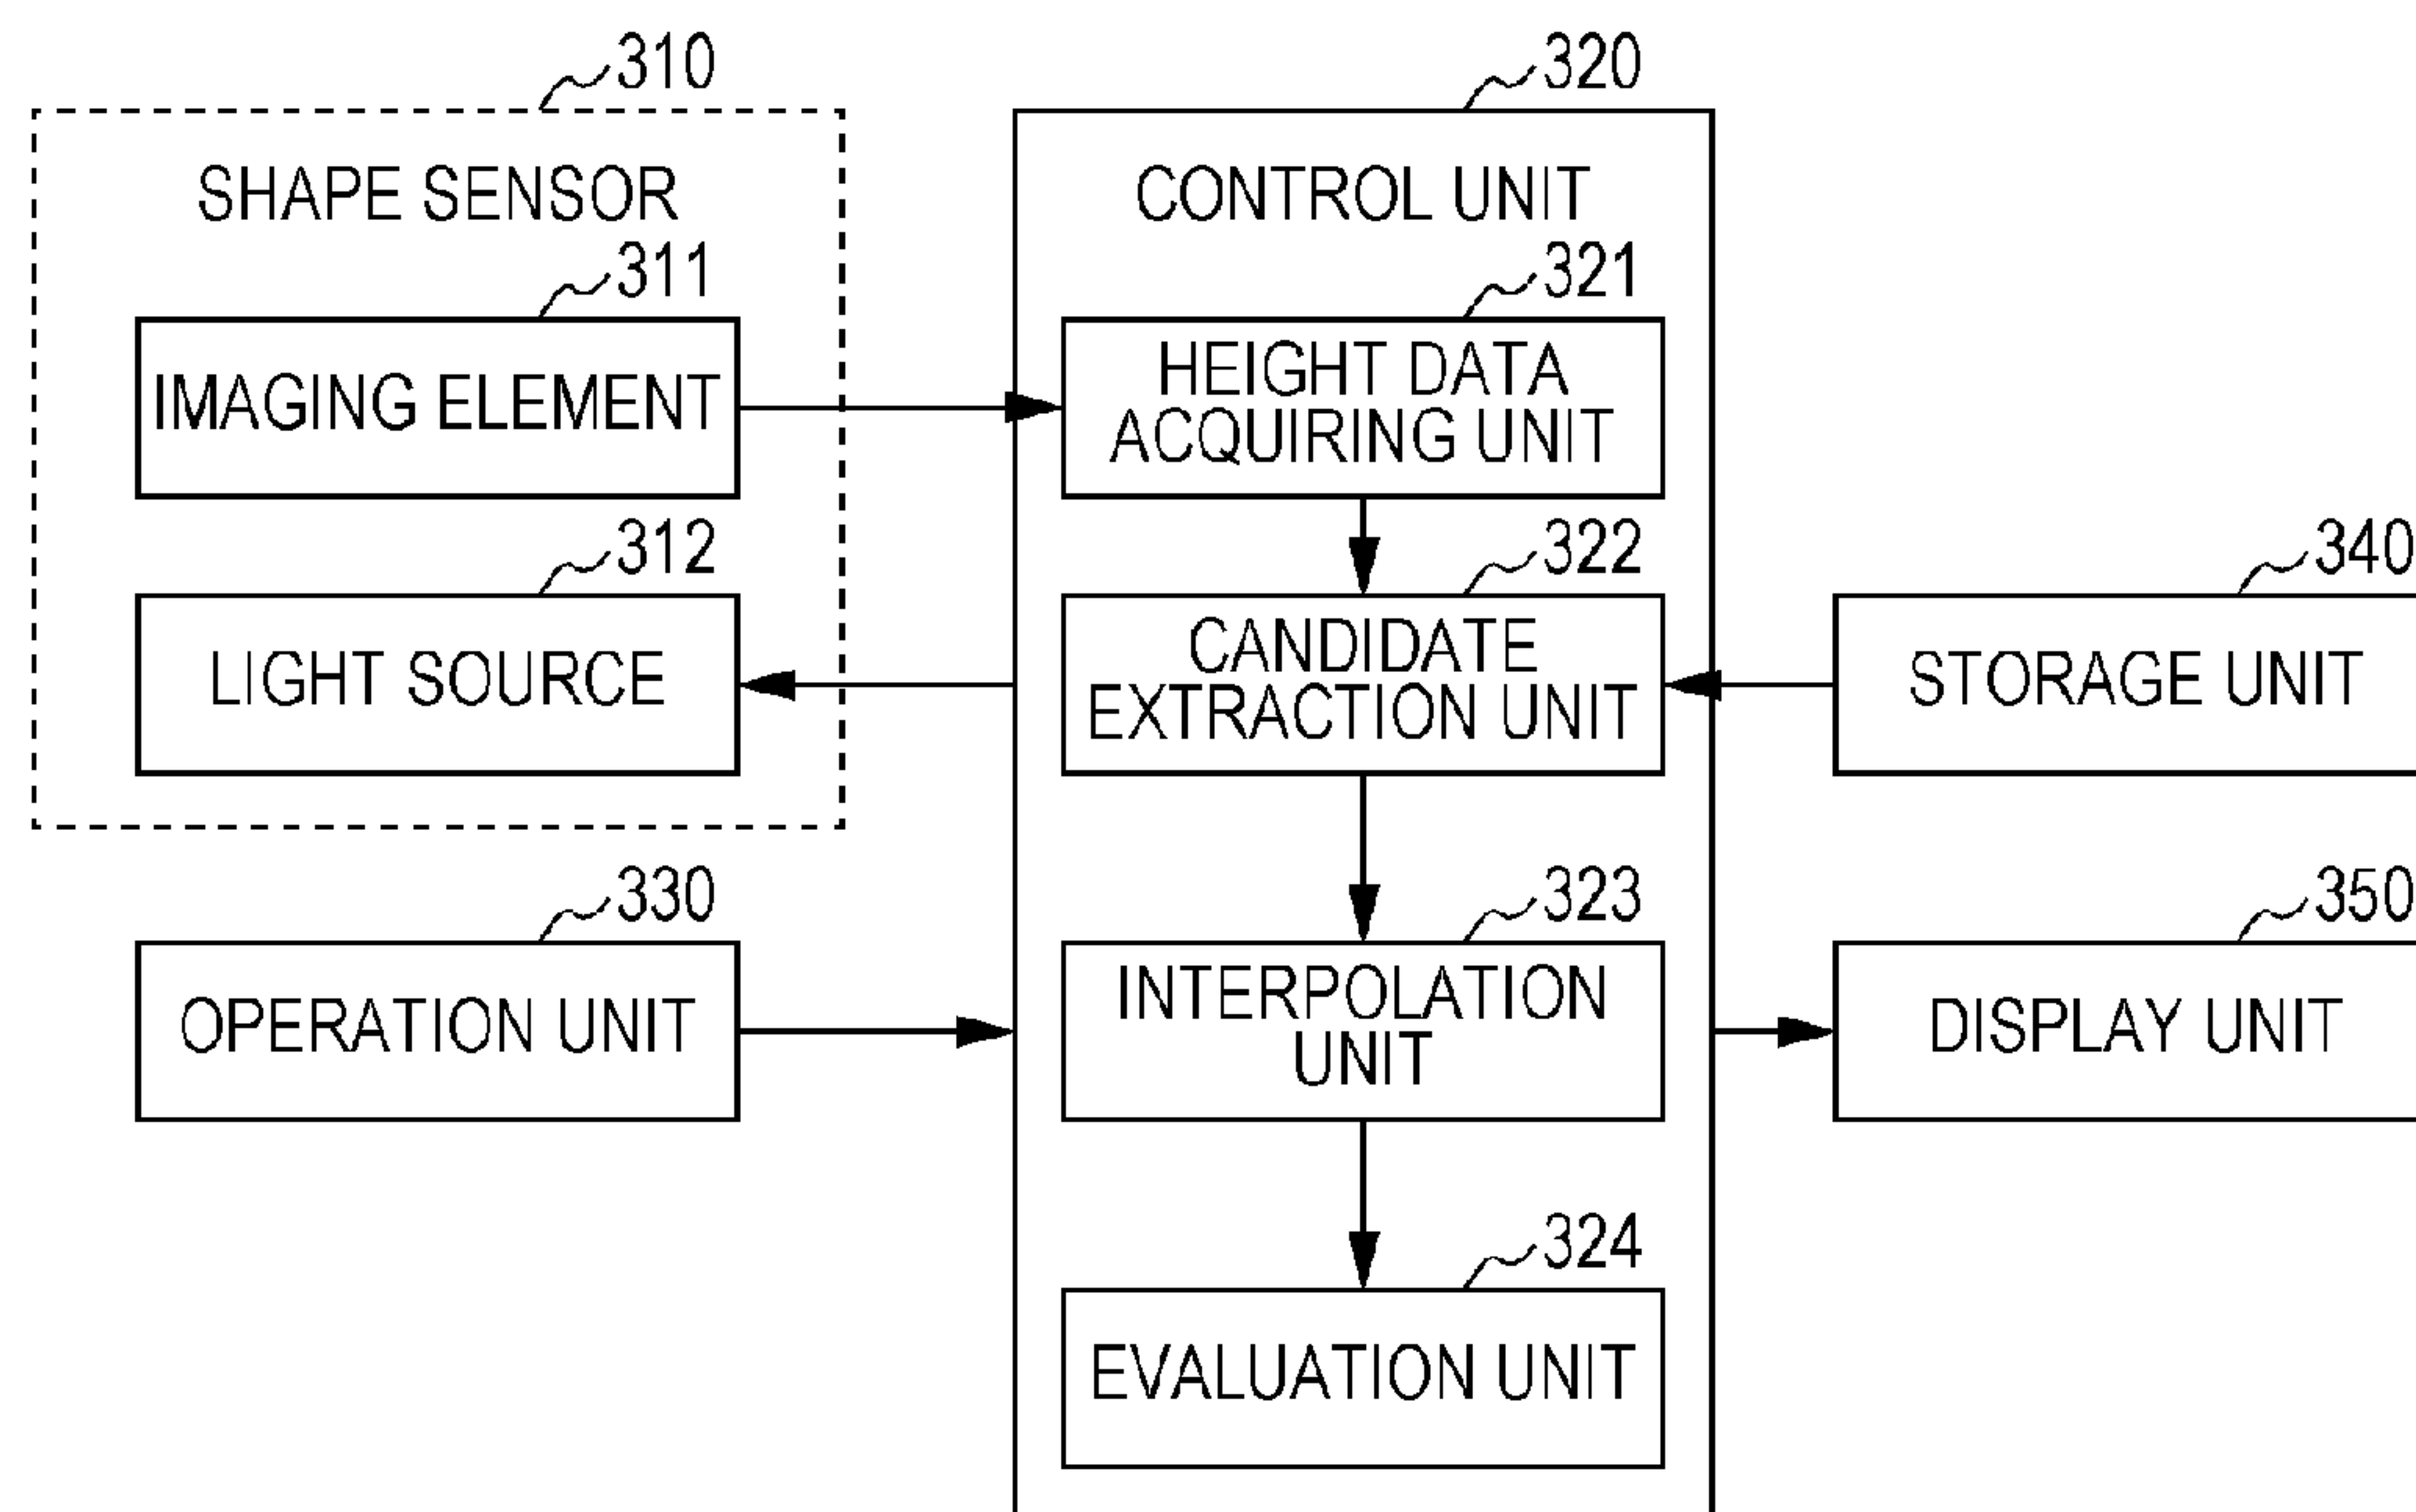 310
SHAPE SENSOR
311
IMAGING ELEMENT
312
LIGHT SOURCE
330
OPERATION UNIT
320
CONTROL UNIT
321
HEIGHT DATA
ACQUIRING UNIT
322
CANDIDATE
EXTRACTION UNIT
323
INTERPOLATION
UNIT
324
EVALUATION UNIT
340
STORAGE UNIT
350
DISPLAY UNIT